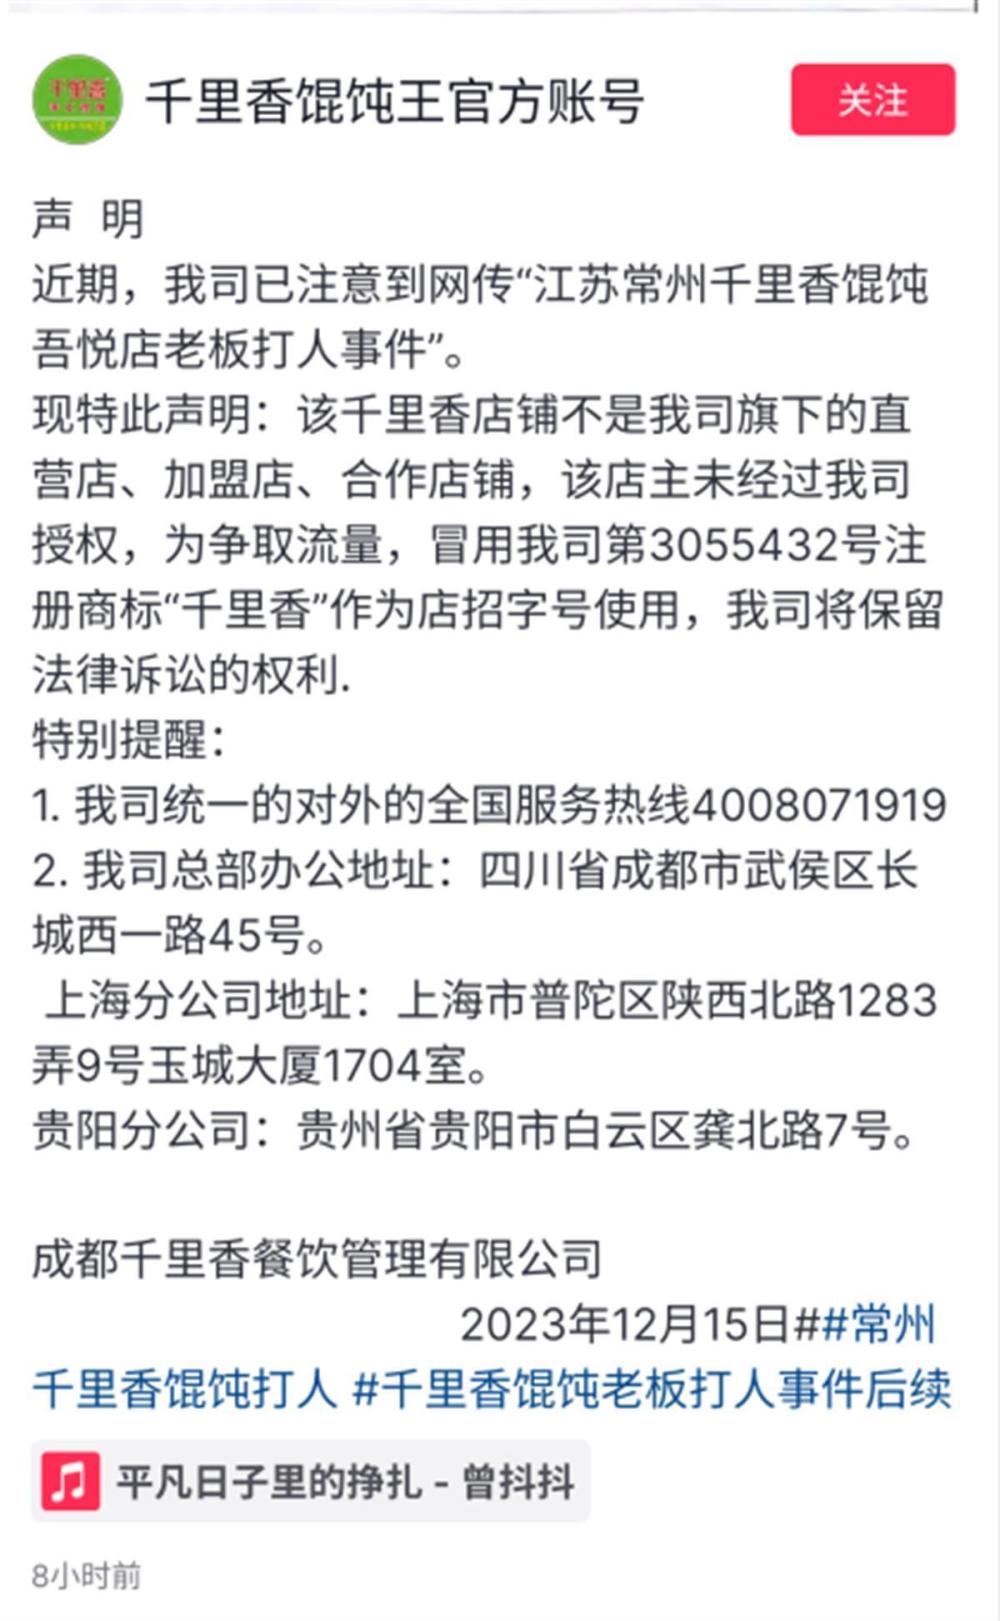 千里香
千里香馄饨王官方账号
关注
声 明
近期，我司已注意到网传“江苏常州千里香馄饨
吾悦店老板打人事件”。
现特此声明：该千里香店铺不是我司旗下的直
营店、加盟店、合作店铺，该店主未经过我司
授权，为争取流量，冒用我司第3055432号注
册商标“千里香”作为店招字号使用，我司将保留
法律诉讼的权利.
特别提醒：
1. 我司统一的对外的全国服务热线4008071919
2. 我司总部办公地址：四川省成都市武侯区长
城西一路45号。
上海分公司地址：上海市普陀区陕西北路1283
弄9号玉城大厦1704室。
贵阳分公司：贵州省贵阳市白云区龚北路7号。
成都千里香餐饮管理有限公司
2023年12月15日##常州
千里香馄饨打人 #千里香馄饨老板打人事件后续
平凡日子里的挣扎 - 曾抖抖
8小时前